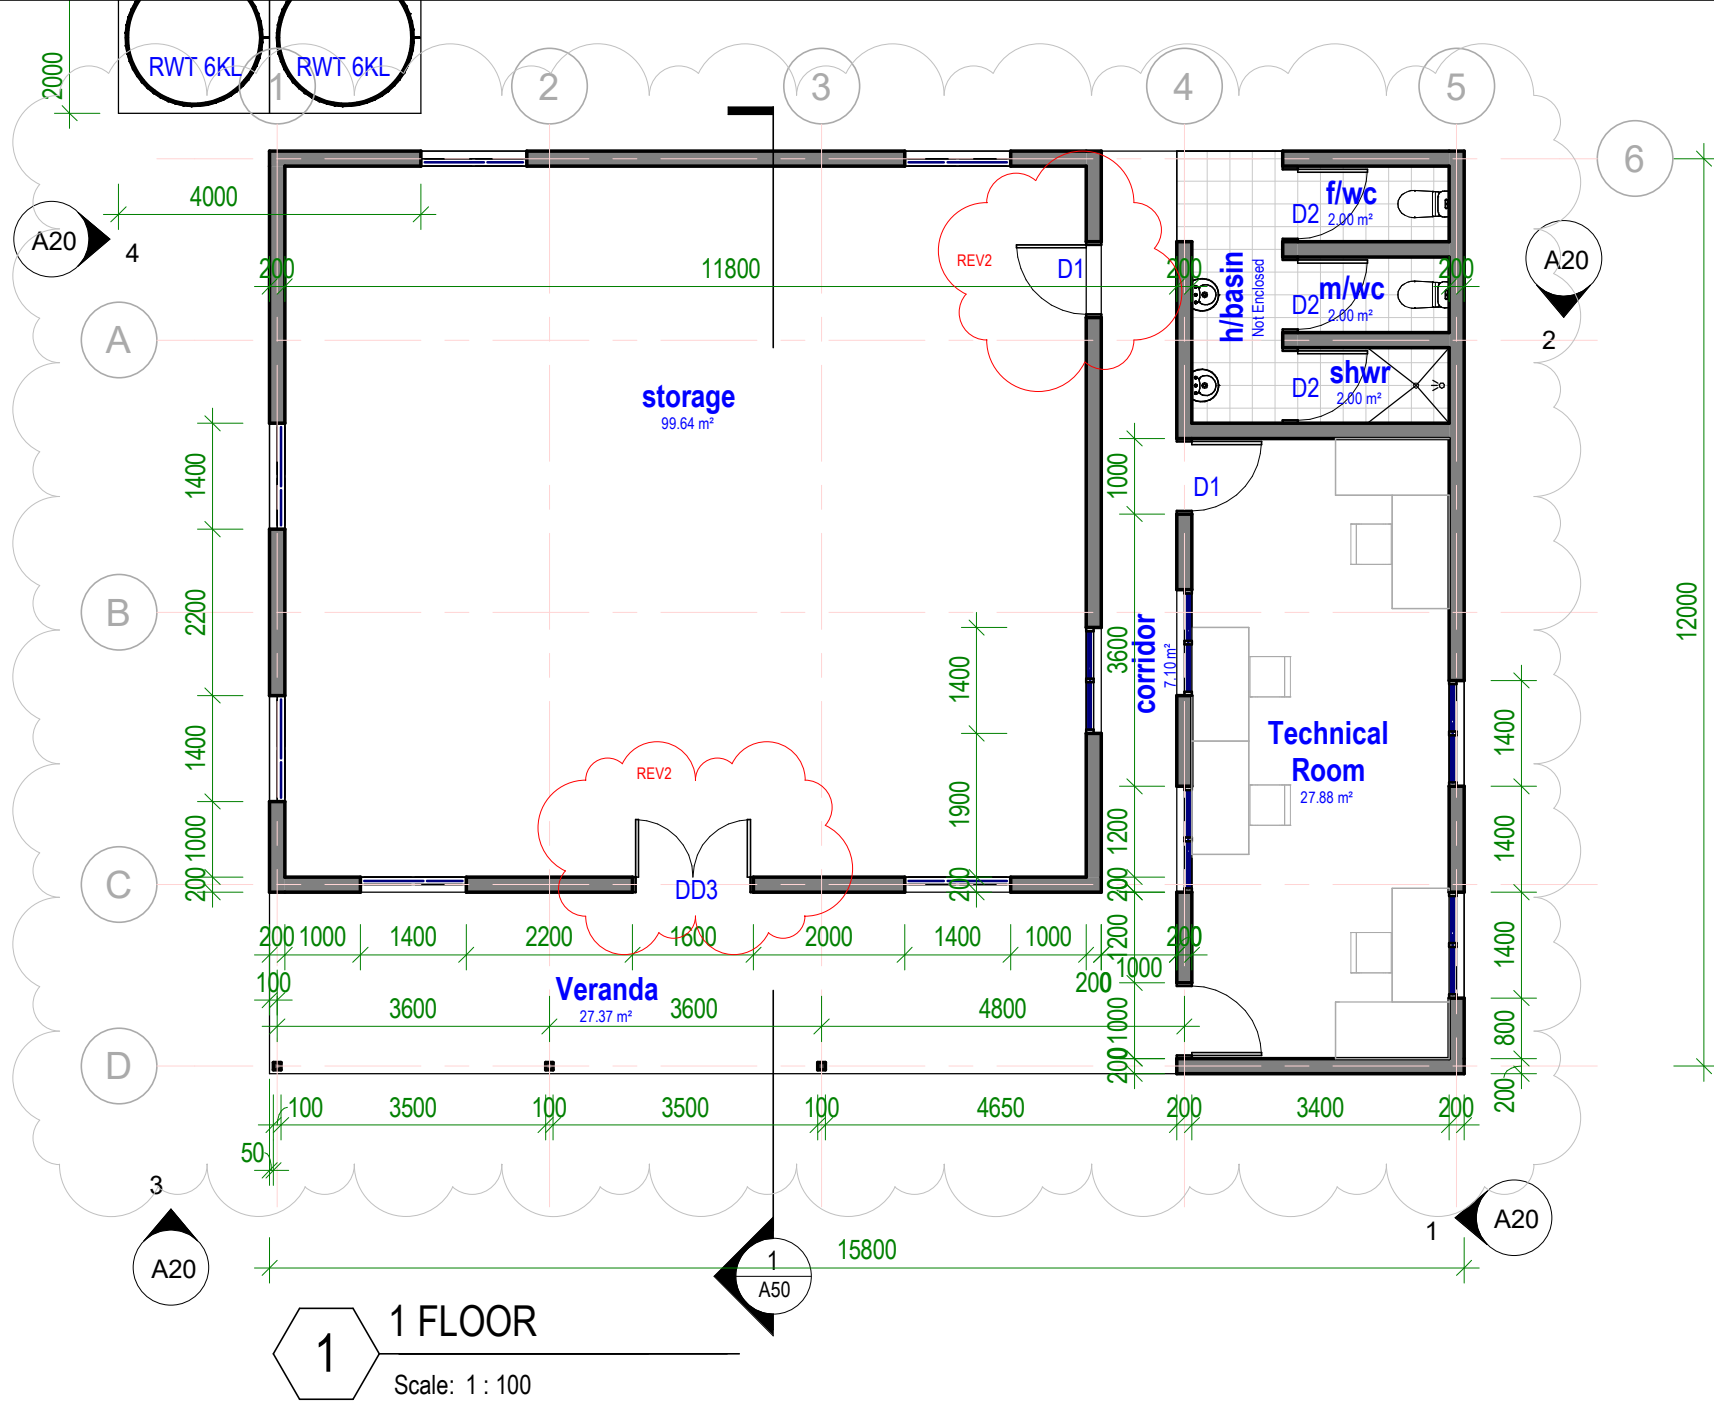 RWT 6KL
RWT 6KL
2000
1
2
3
4
5
6
4000
A20
4
200
11800
REV2
D1
200
200
f/wc
2.00 m²
D2
h/basin
Not Enclosed
m/wc
2.00 m²
D2
shwr
2.00 m²
D2
A20
2
A
storage
99.64 m²
1400
1000
D1
2200
B
1400
3600
corridor
7.10 m²
12000
Technical
Room
27.88 m²
1400
1400
REV2
1900
1200
1400
1000
200
C
DD3
200
200
200
1000
1400
2200
1600
2000
1400
1000
1200
200
1400
100
Veranda
27.37 m²
200
1000
3600
3600
4800
1000
800
D
200
200
100
3500
100
3500
100
4650
200
3400
200
50
3
A20
1
A20
15800
1
A50
1
1 FLOOR
Scale: 1 : 100